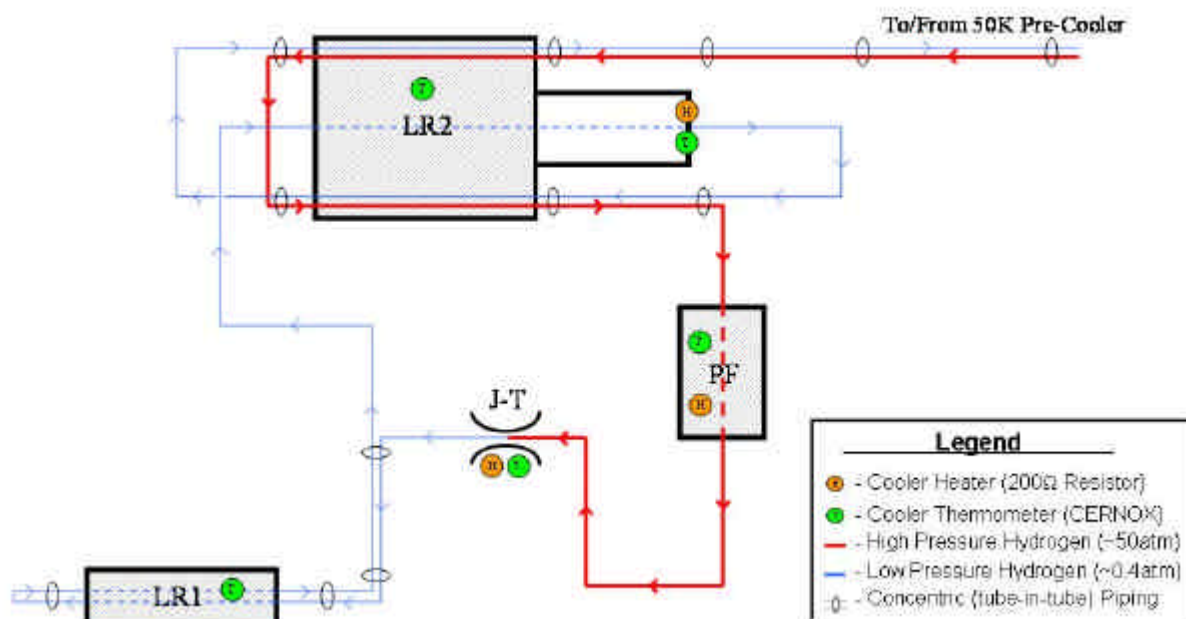 To/From 50K Pre-Cooler
T
H
LR2
T
T
PF
J-T
H
H T
Legend
H - Cooler Heater (200Ω Resistor)
T - Cooler Thermometer (CERNOX)
- High Pressure Hydrogen (~50atm)
T
LR1
- Low Pressure Hydrogen (~0.4atm)
- Concentric (tube-in-tube) Piping